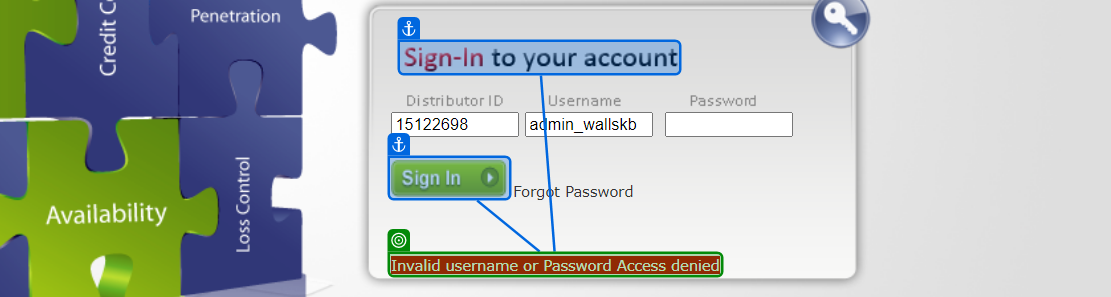 Credit C
Penetration
Sign-In to your account
Distributor ID Username Password
15122698 admin_wallskb
Sign In
Forgot Password
Availability
Loss Control
Invalid username or Password Access denied